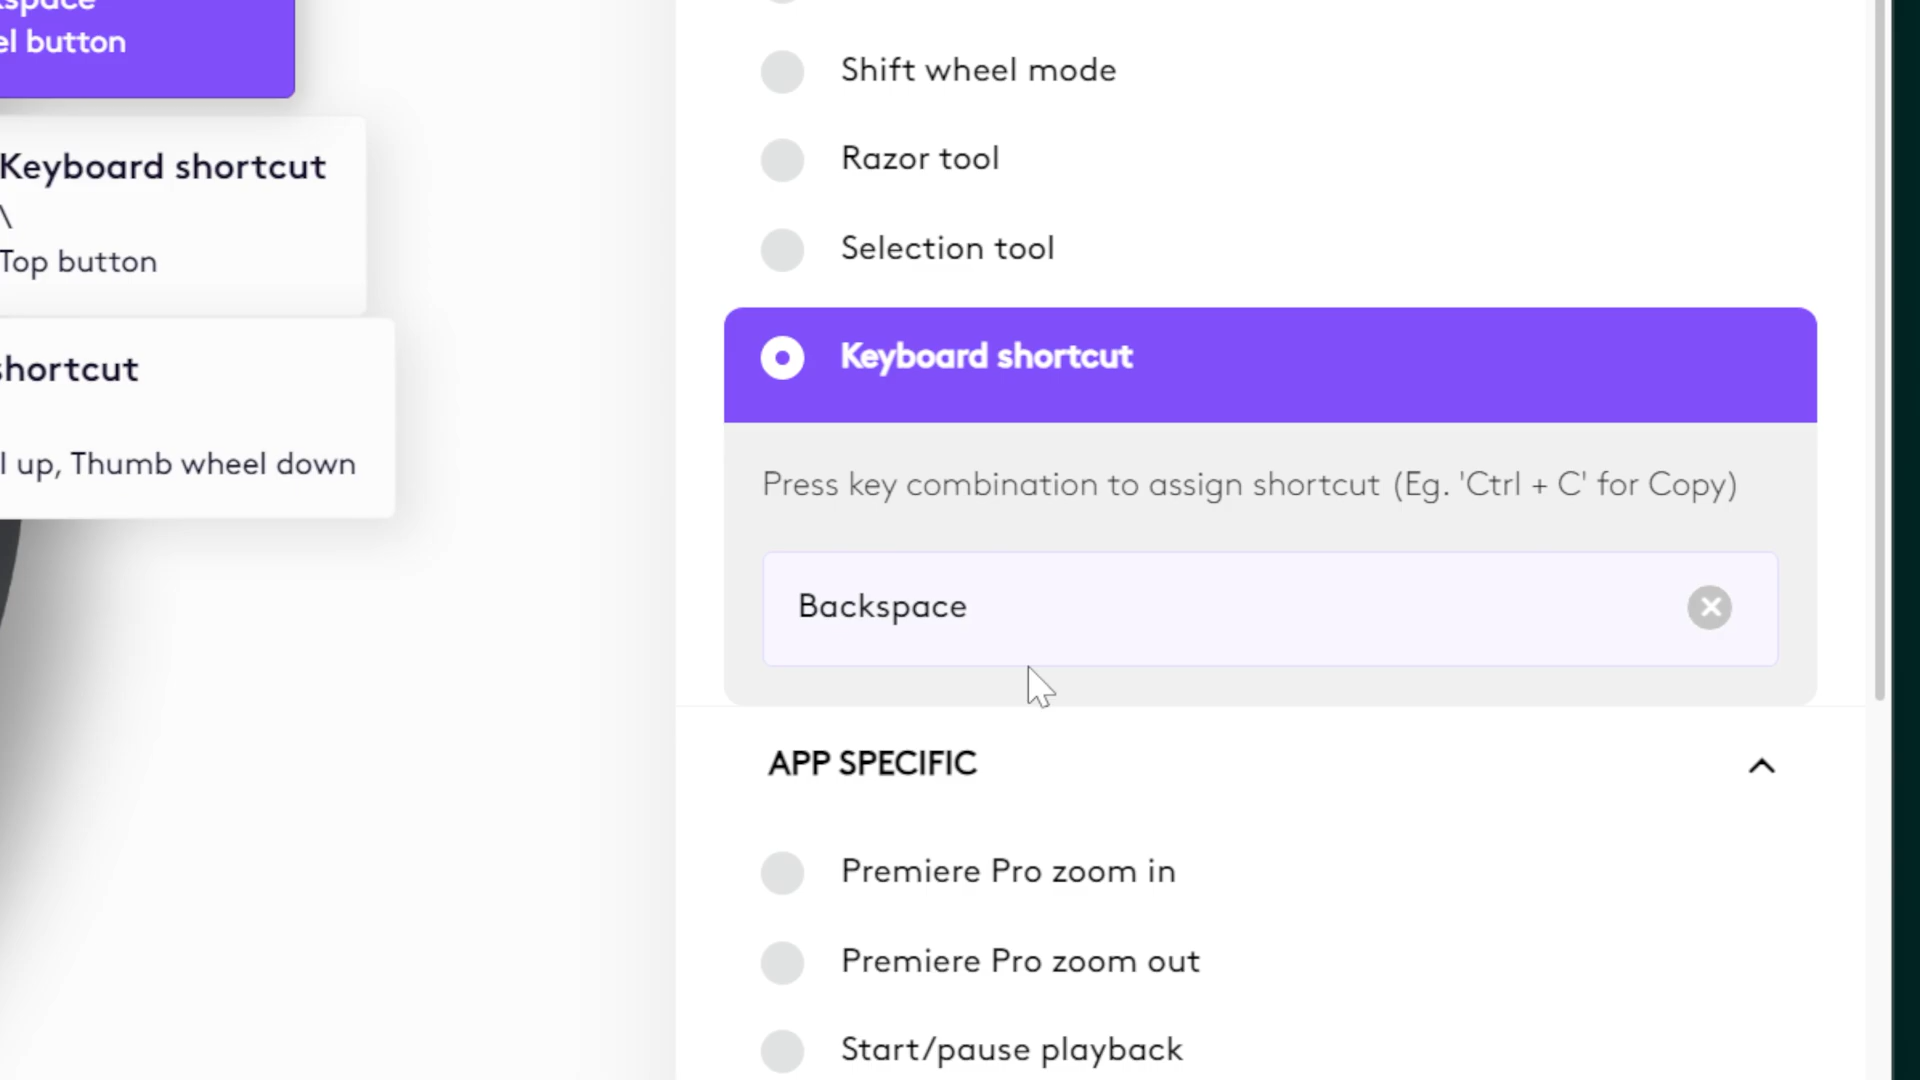 el button
Keyboard shortcut
\
Top button
shortcut
l up, Thumb wheel down
Shift wheel mode
Razor tool
Selection tool
Keyboard shortcut
Press key combination to assign shortcut (Eg. 'Ctrl + C' for Copy)
Backspace
APP SPECIFIC
Premiere Pro zoom in
Premiere Pro zoom out
Start/pause playback